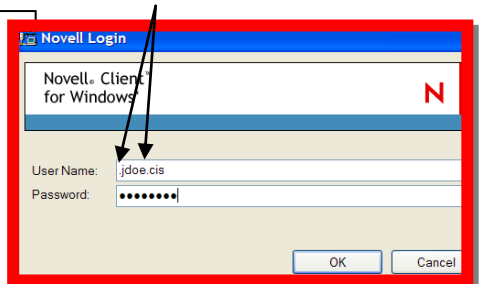 Novell Login
Novell® Client™
for Windows®
N
User Name: .jdoe.cis
Password: ●●●●●●●●
OK Cancel